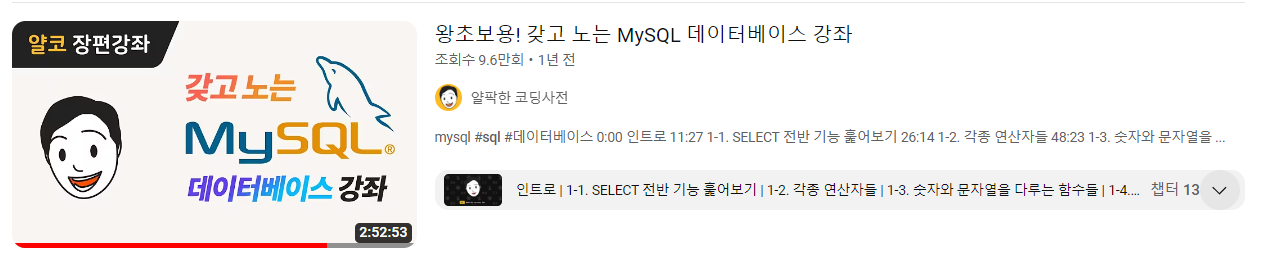 얄코 장편강좌
갖고 노는
MySQL®
데이터베이스 강좌
2:52:53
왕초보용! 갖고 노는 MySQL 데이터베이스 강좌
조회수 9.6만회 • 1년 전
얄팍한 코딩사전
mysql #sql #데이터베이스 0:00 인트로 11:27 1-1. SELECT 전반 기능 훑어보기 26:14 1-2. 각종 연산자들 48:23 1-3. 숫자와 문자열을 ...
인트로 | 1-1. SELECT 전반 기능 훑어보기 | 1-2. 각종 연산자들 | 1-3. 숫자와 문자열을 다루는 함수들 | 1-4.... 챕터 13